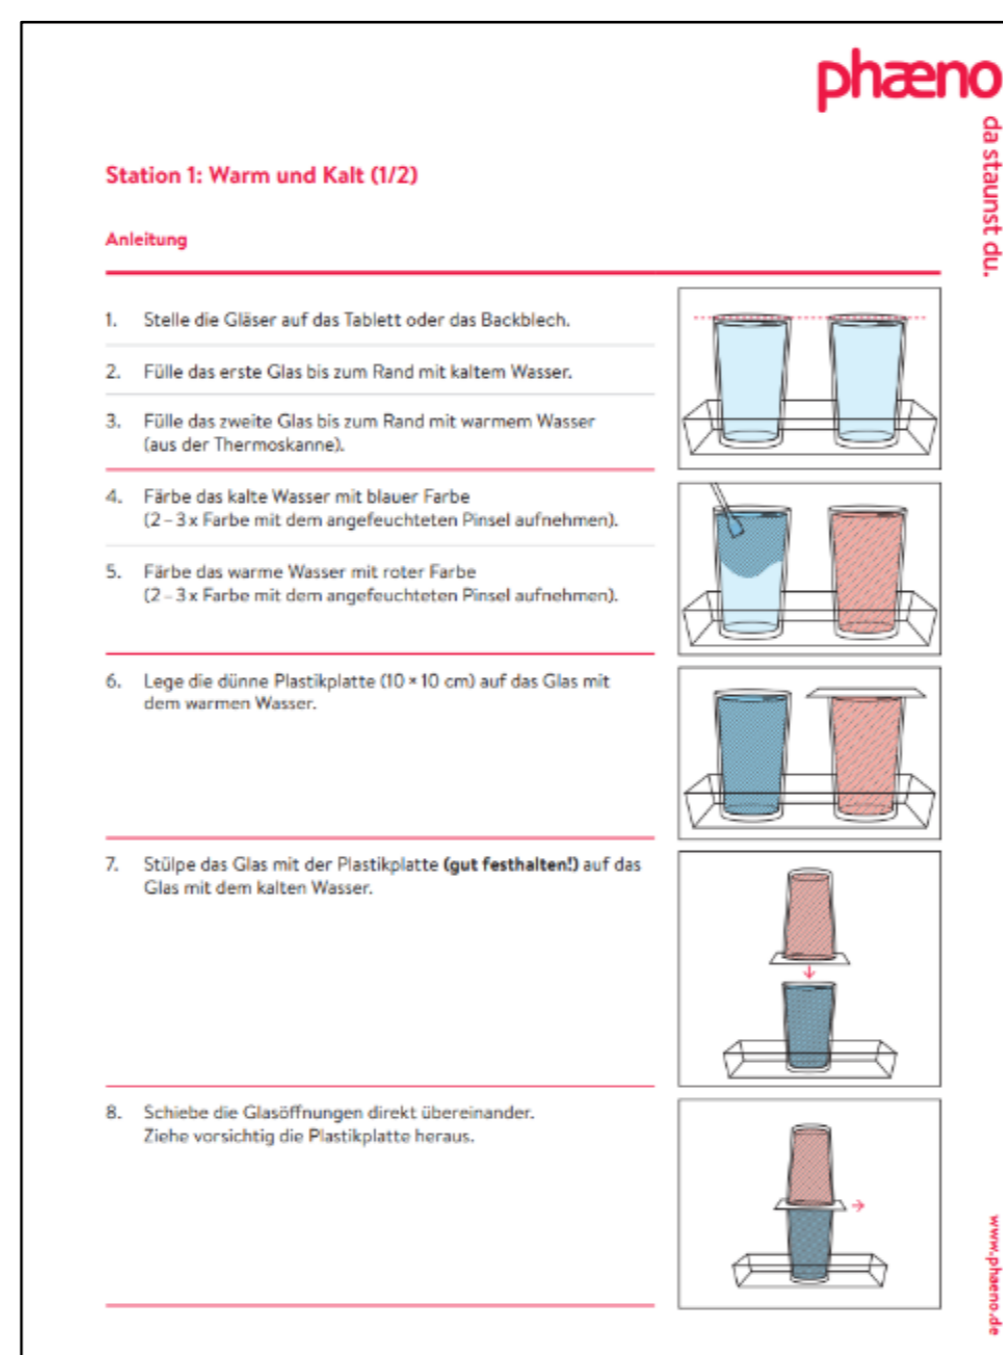 phæno
da staunst du.
Station 1: Warm und Kalt (1/2)
Anleitung
1. Stelle die Gläser auf das Tablett oder das Backblech.
2. Fülle das erste Glas bis zum Rand mit kaltem Wasser.
3. Fülle das zweite Glas bis zum Rand mit warmem Wasser
(aus der Thermoskanne).
4. Färbe das kalte Wasser mit blauer Farbe
(2 – 3 x Farbe mit dem angefeuchteten Pinsel aufnehmen).
5. Färbe das warme Wasser mit roter Farbe
(2 – 3 x Farbe mit dem angefeuchteten Pinsel aufnehmen).
6. Lege die dünne Plastikplatte (10 × 10 cm) auf das Glas mit
dem warmen Wasser.
7. Stülpe das Glas mit der Plastikplatte (gut festhalten!) auf das
Glas mit dem kalten Wasser.
8. Schiebe die Glasöffnungen direkt übereinander.
Ziehe vorsichtig die Plastikplatte heraus.
www.phaeno.de